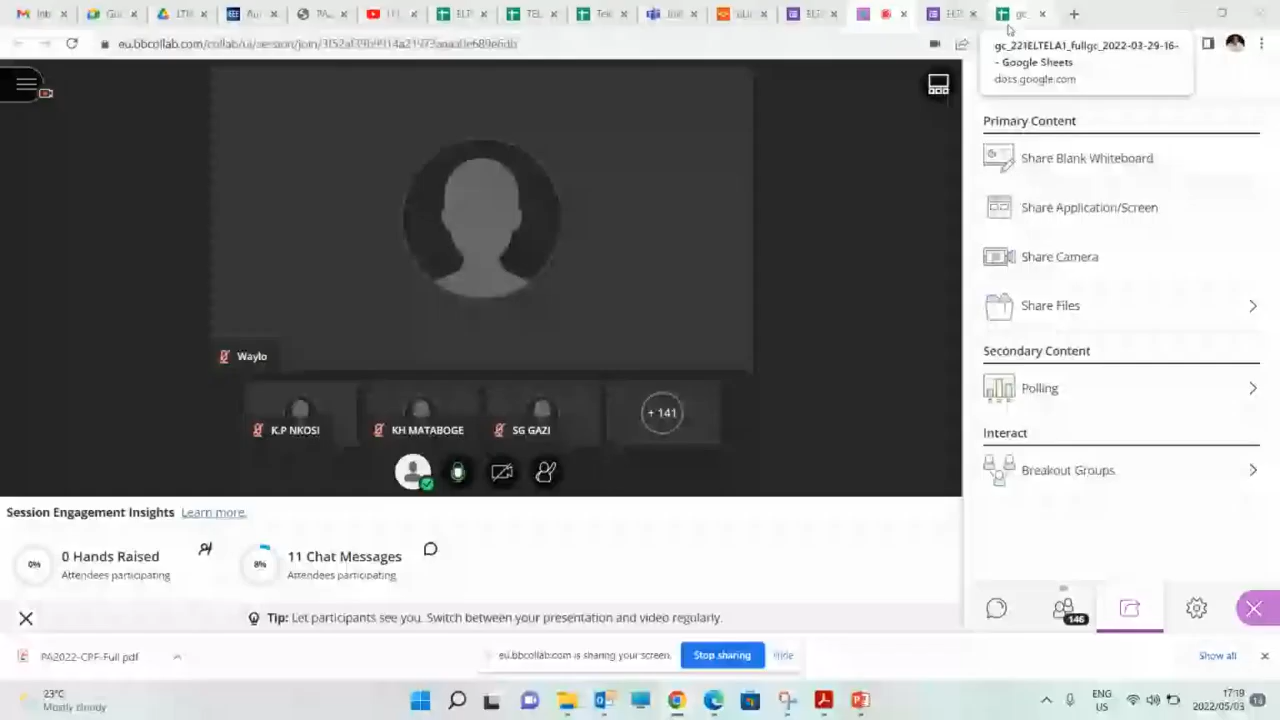 ELT
TEL
eu.bbcollab.com/collab/ui/session/join/
gc_221ELTELA1_fullgc_2022-03-29-16-
- Google Sheets
docs.google.com
Primary Content
Share Blank Whiteboard
Share Application/Screen
Share Camera
Share Files
Secondary Content
Polling
Interact
Breakout Groups
Waylo
K.P NKOSI
KH MATABOGE
SG GAZI
+ 141
Session Engagement Insights Learn more.
0%
0 Hands Raised
Attendees participating
8%
11 Chat Messages
Attendees participating
146
Tip: Let participants see you. Switch between your presentation and video regularly.
PA2022-CPF-Full.pdf
eu.bbcollab.com is sharing your screen.
Stop sharing
Hide
Show all
23°C
Mostly cloudy
ENG
US
17:19
2022/05/03